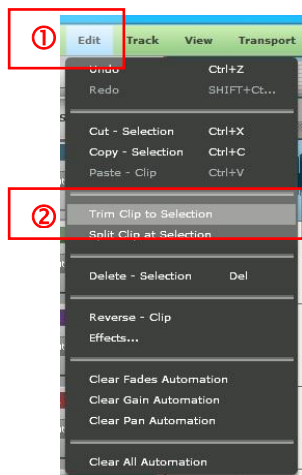 ① Edit Track View Transport
Undo Ctrl+Z
Redo SHIFT+Ct...
Cut - Selection Ctrl+X
Copy - Selection Ctrl+C
Paste - Clip Ctrl+V
② Trim Clip to Selection
Split Clip at Selection
Delete - Selection Del
Reverse - Clip
Effects...
Clear Fades Automation
Clear Gain Automation
Clear Pan Automation
Clear All Automation